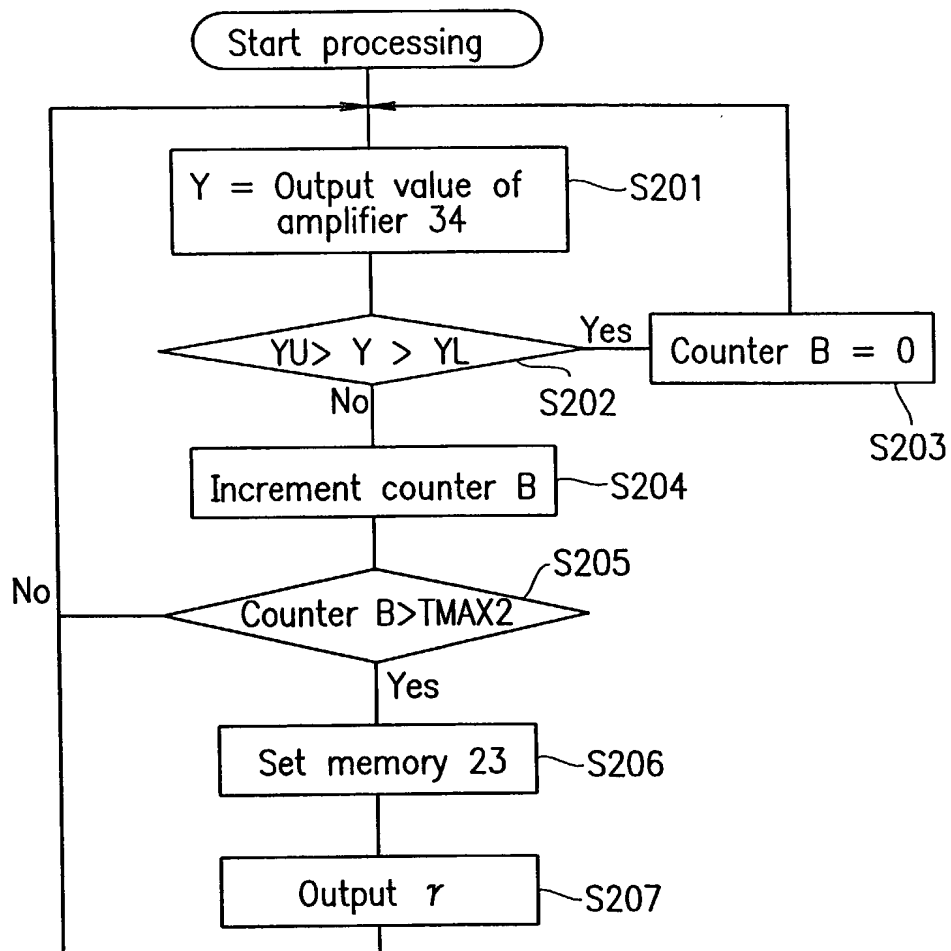 Start processing
Y = Output value of
amplifier 34
S201
YU> Y > YL
Yes
S202
No
Counter B = 0
S203
Increment counter B
S204
Counter B>TMAX2
S205
No
Yes
Set memory 23
S206
Output r
S207